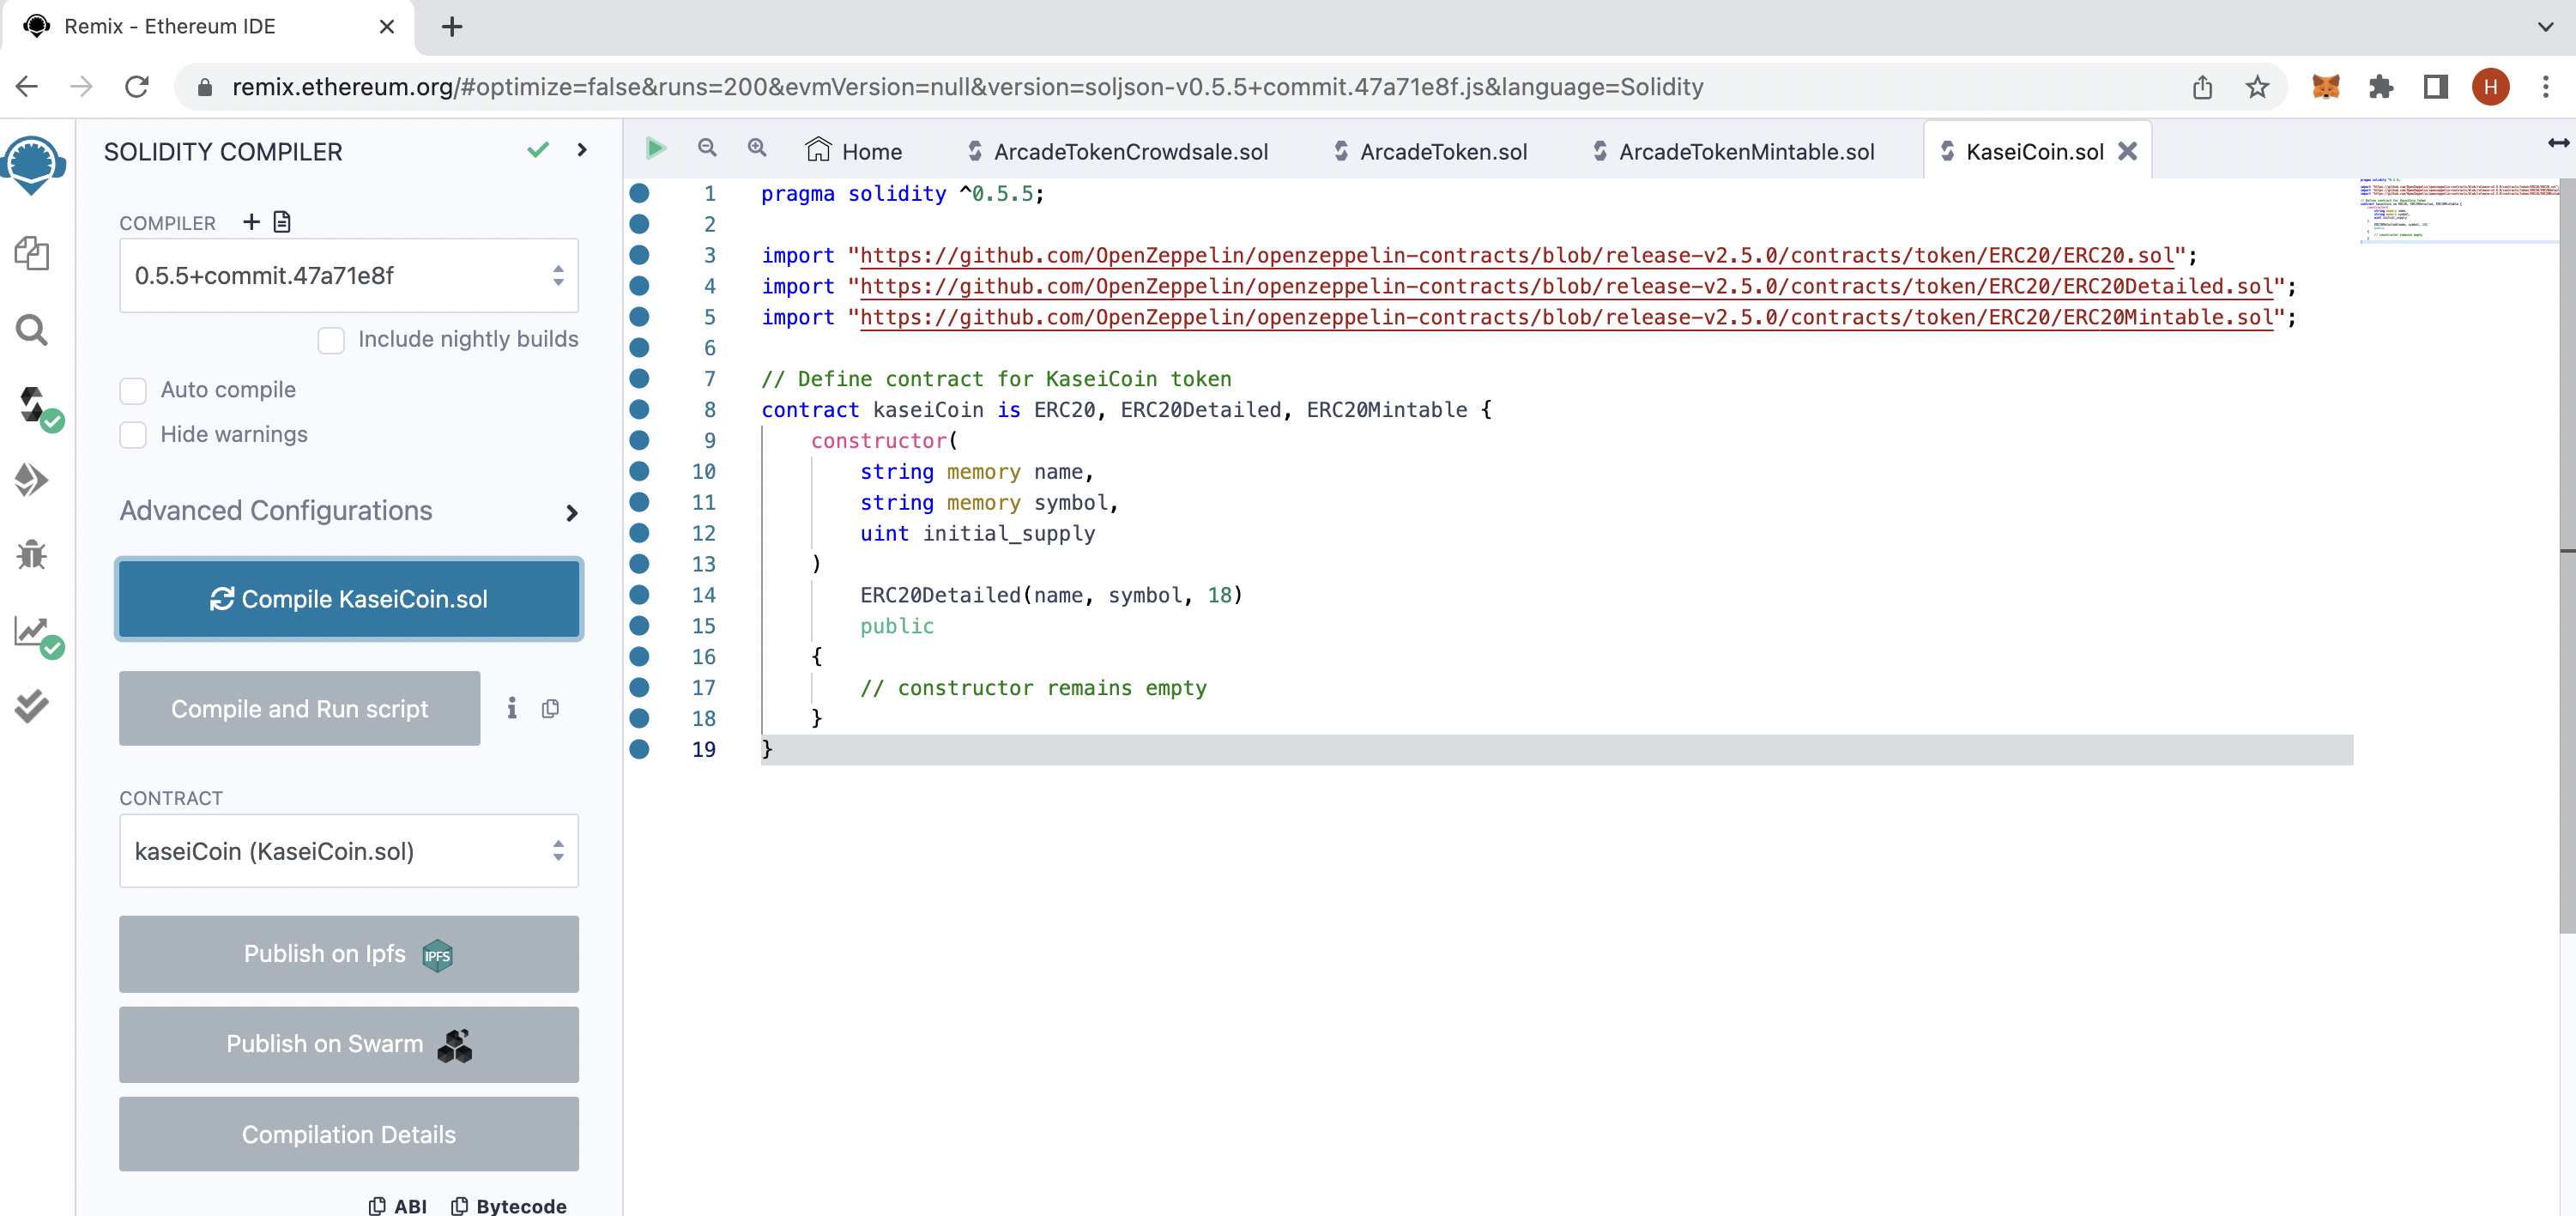 Remix - Ethereum IDE
remix.ethereum.org/#optimize=false&runs=200&evmVersion=null&version=soljson-v0.5.5+commit.47a71e8f.js&language=Solidity
H
SOLIDITY COMPILER
COMPILER
0.5.5+commit.47a71e8f
Include nightly builds
Auto compile
Hide warnings
Advanced Configurations
Compile KaseiCoin.sol
Compile and Run script
CONTRACT
kaseiCoin (KaseiCoin.sol)
Publish on Ipfs
IPFS
Publish on Swarm
Compilation Details
ABI Bytecode
Home ArcadeTokenCrowdsale.sol ArcadeToken.sol ArcadeTokenMintable.sol KaseiCoin.sol
1 pragma solidity ^0.5.5;
2
3 import "https://github.com/OpenZeppelin/openzeppelin-contracts/blob/release-v2.5.0/contracts/token/ERC20/ERC20.sol";
4 import "https://github.com/OpenZeppelin/openzeppelin-contracts/blob/release-v2.5.0/contracts/token/ERC20/ERC20Detailed.sol";
5 import "https://github.com/OpenZeppelin/openzeppelin-contracts/blob/release-v2.5.0/contracts/token/ERC20/ERC20Mintable.sol";
6
7 // Define contract for KaseiCoin token
8 contract kaseiCoin is ERC20, ERC20Detailed, ERC20Mintable {
9 constructor(
10 string memory name,
11 string memory symbol,
12 uint initial_supply
13 )
14 ERC20Detailed(name, symbol, 18)
15 public
16 {
17 // constructor remains empty
18 }
19 }